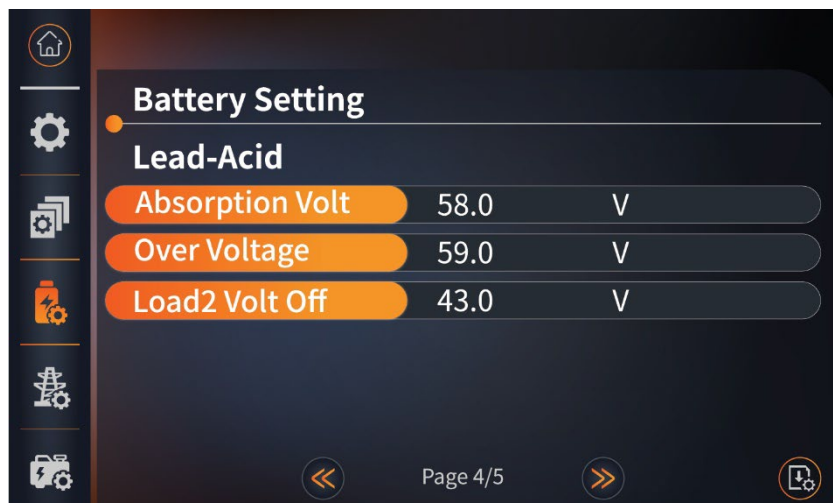 Battery Setting
Lead-Acid
Absorption Volt 58.0 V
Over Voltage 59.0 V
Load2 Volt Off 43.0 V
Page 4/5